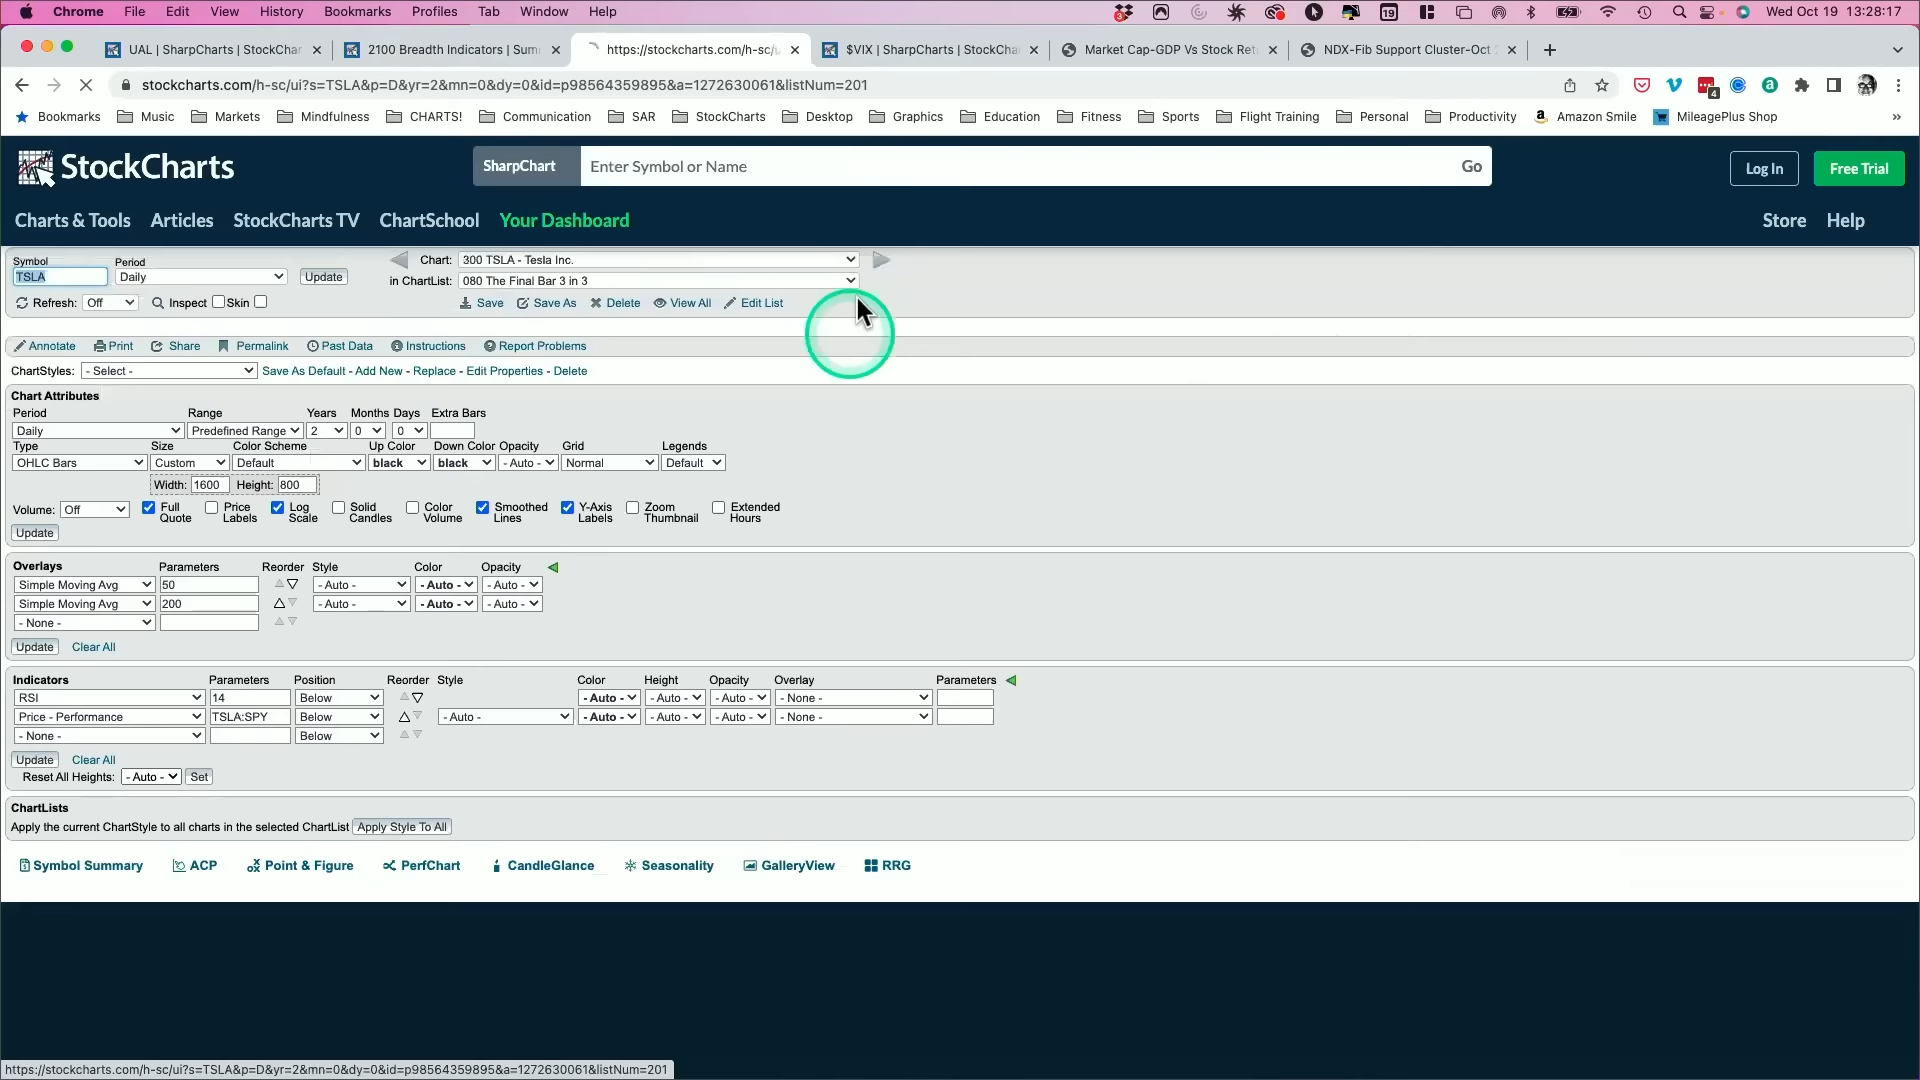 Chrome File Edit View History Bookmarks Profiles Tab Window Help 3 19 Wed Oct 19 13:28:17
UAL | SharpCharts | StockChar 2100 Breadth Indicators | Sum https://stockcharts.com/h-sc/u $VIX | SharpCharts | StockCha Market Cap-GDP Vs Stock Ret NDX-Fib Support Cluster-Oct
stockcharts.com/h-sc/ui?s=TSLA&p=D&yr=2&mn=0&dy=0&id=p98564359895&a=1272630061&listNum=201 4
Bookmarks Music Markets Mindfulness CHARTS! Communication SAR StockCharts Desktop Graphics Education Fitness Sports Flight Training Personal Productivity Amazon Smile MileagePlus Shop »
StockCharts SharpChart Enter Symbol or Name Go Log In Free Trial
Charts & Tools Articles StockCharts TV ChartSchool Your Dashboard Store Help
Symbol Period Chart: 300 TSLA - Tesla Inc.
TSLA Daily Update in ChartList: 080 The Final Bar 3 in 3
Refresh: Off Inspect Skin Save Save As Delete View All Edit List
Annotate Print Share Permalink Past Data Instructions Report Problems
ChartStyles: - Select - Save As Default - Add New - Replace - Edit Properties - Delete
Chart Attributes
Period Range Years Months Days Extra Bars
Daily Predefined Range 2 0 0
Type Size Color Scheme Up Color Down Color Opacity Grid Legends
OHLC Bars Custom Default black black - Auto - Normal Default
Width: 1600 Height: 800
Volume: Off Full Quote Price Labels Log Scale Solid Candles Color Volume Smoothed Lines Y-Axis Labels Zoom Thumbnail Extended Hours
Update
Overlays Parameters Reorder Style Color Opacity
Simple Moving Avg 50 - Auto - - Auto - - Auto -
Simple Moving Avg 200 - Auto - - Auto - - Auto -
- None -
Update Clear All
Indicators Parameters Position Reorder Style Color Height Opacity Overlay Parameters
RSI 14 Below - Auto - - Auto - - Auto - - None -
Price - Performance TSLA:SPY Below - Auto - - Auto - - Auto - - Auto - - None -
- None - Below
Update Clear All
Reset All Heights: - Auto - Set
ChartLists
Apply the current ChartStyle to all charts in the selected ChartList Apply Style To All
Symbol Summary ACP Point & Figure PerfChart CandleGlance Seasonality GalleryView RRG
https://stockcharts.com/h-sc/ui?s=TSLA&p=D&yr=2&mn=0&dy=0&id=p98564359895&a=1272630061&listNum=201